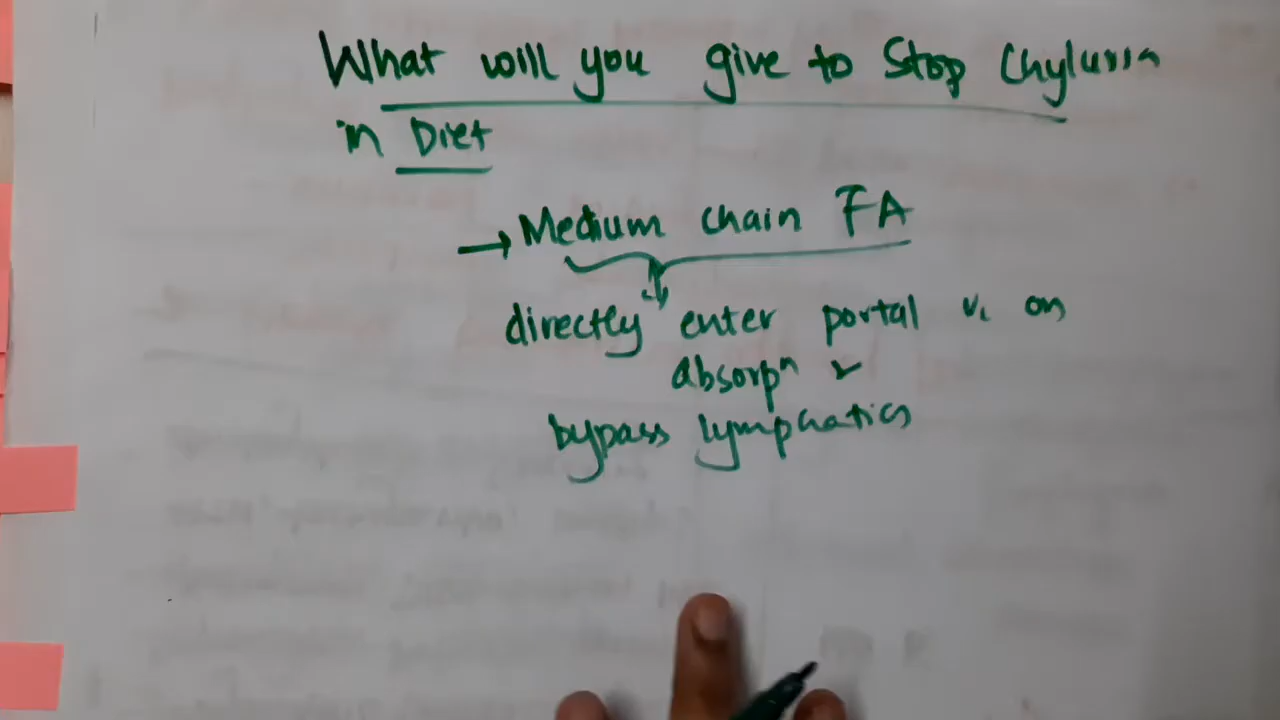 What will you give to Stop Chyluria
in Diet
→ Medium chain FA
directly enter portal v. on
absorpⁿ
bypass lymphatics